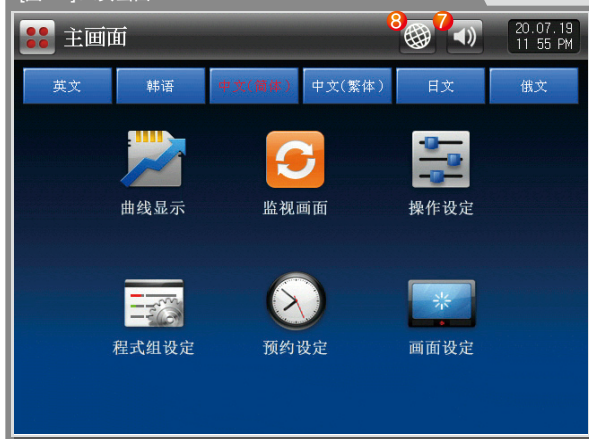 主画面
8
7
20.07.19
11 55 PM
英文
韩语
中文(简体)
中文(繁体)
日文
俄文
曲线显示
监视画面
操作设定
程式组设定
预约设定
画面设定